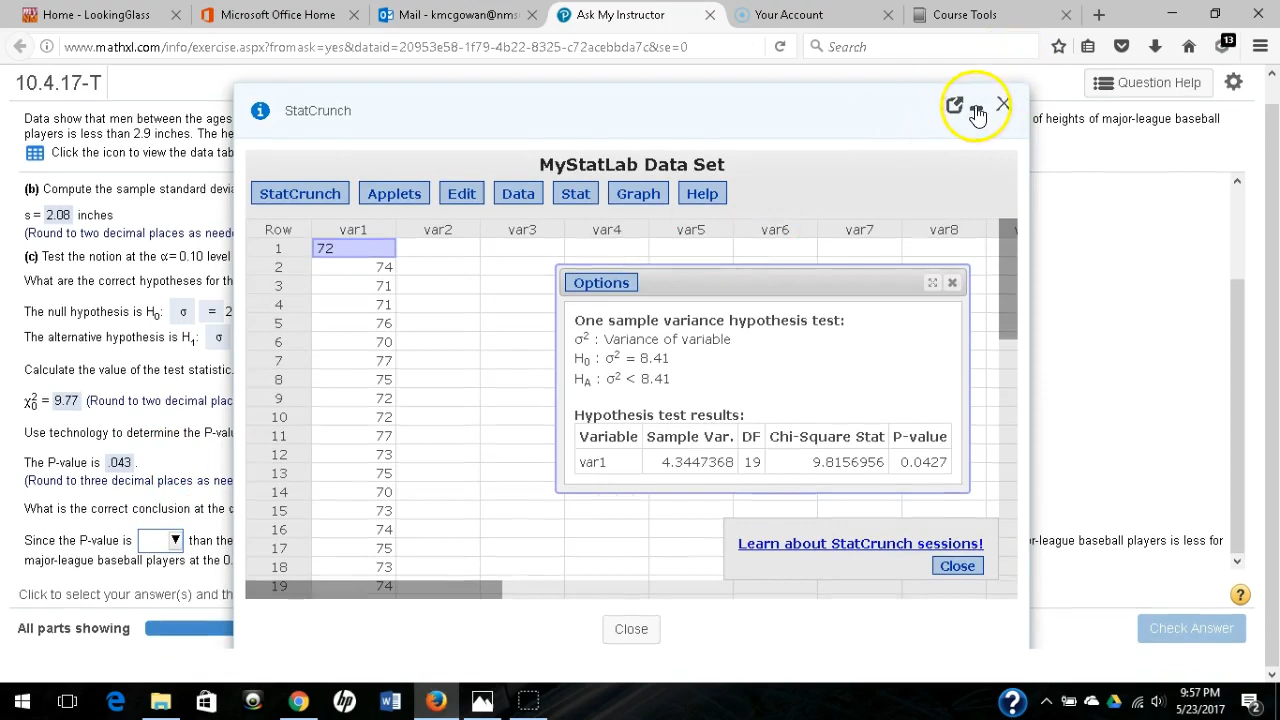 Home - LookingGlass
Microsoft Office Home
Mail - kmcgowan@nms
Ask My Instructor
Your Account
Course Tools
www.mathxl.com/info/exercise.aspx?fromask=yes&dataid=20953e58-1f79-4b22-8325-c72acebbda7c&se=0
Search
13
10.4.17-T
Question Help
StatCrunch
Data show that men between the ages
of heights of major-league baseball
players is less than 2.9 inches. The he
Click the icon to view the data tab
(b) Compute the sample standard devi
s = 2.08 inches
(Round to two decimal places as neede
(c) Test the notion at the α = 0.10 level
What are the correct hypotheses for th
The null hypothesis is H0: σ = 2
The alternative hypothesis is H1: σ
Calculate the value of the test statistic.
χ²0 = 9.77 (Round to two decimal plac
Use technology to determine the P-valu
The P-value is .043.
(Round to three decimal places as nee
What is the correct conclusion at the α
Since the P-value is than the
or-league baseball players is less for
major-league baseball players at the 0.
Click to select your answer(s) and the
All parts showing
Check Answer
MyStatLab Data Set
StatCrunch Applets Edit Data Stat Graph Help
Row var1 var2 var3 var4 var5 var6 var7 var8
1 72
2 74
3 71
4 71
5 76
6 70
7 77
8 75
9 72
10 72
11 77
12 73
13 75
14 70
15 73
16 74
17 75
18 73
19 74
Options
One sample variance hypothesis test:
σ² : Variance of variable
H0 : σ² = 8.41
HA : σ² < 8.41
Hypothesis test results:
Variable Sample Var. DF Chi-Square Stat P-value
var1 4.3447368 19 9.8156956 0.0427
Learn about StatCrunch sessions!
Close
Close
9:57 PM
5/23/2017
2